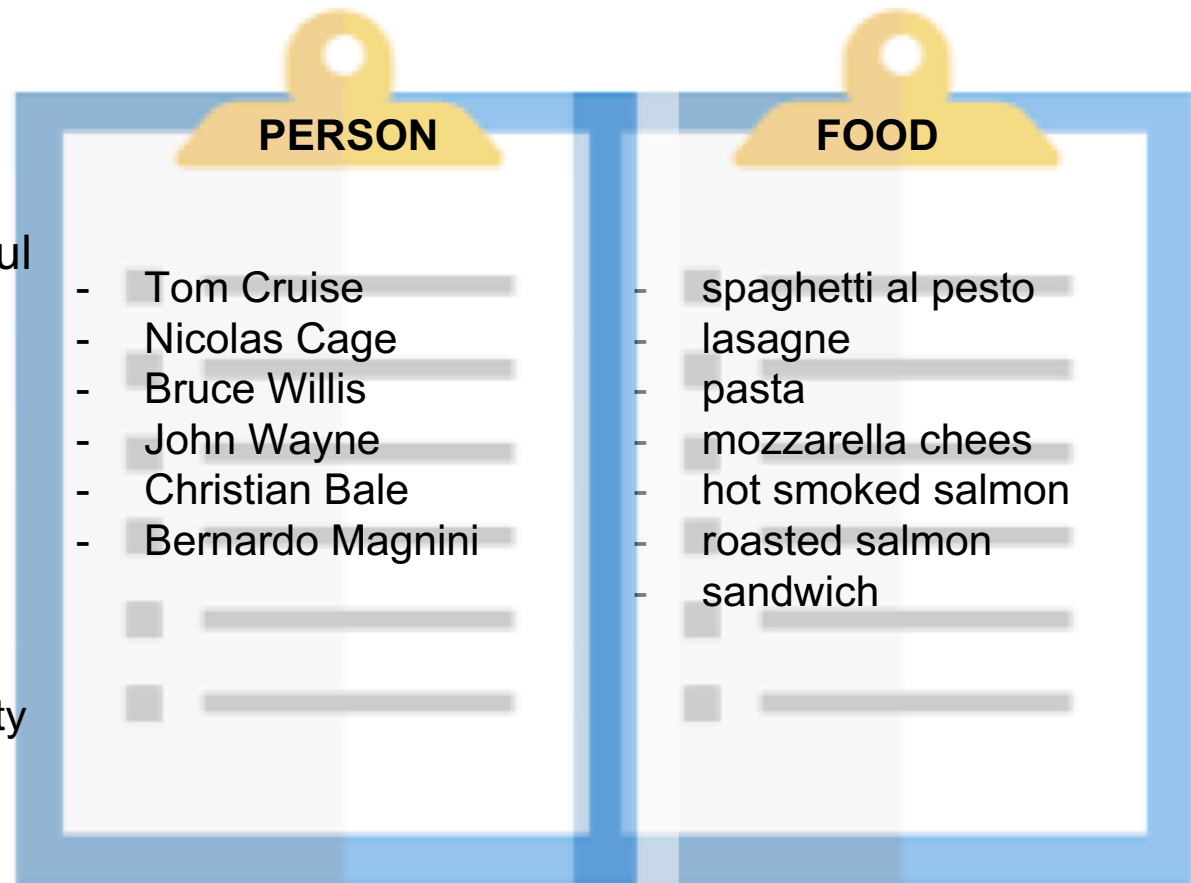 PERSON
ul
- Tom Cruise
- Nicolas Cage
- Bruce Willis
- John Wayne
- Christian Bale
- Bernardo Magnini
ty
FOOD
- spaghetti al pesto
- lasagne
- pasta
- mozzarella chees
- hot smoked salmon
- roasted salmon
- sandwich